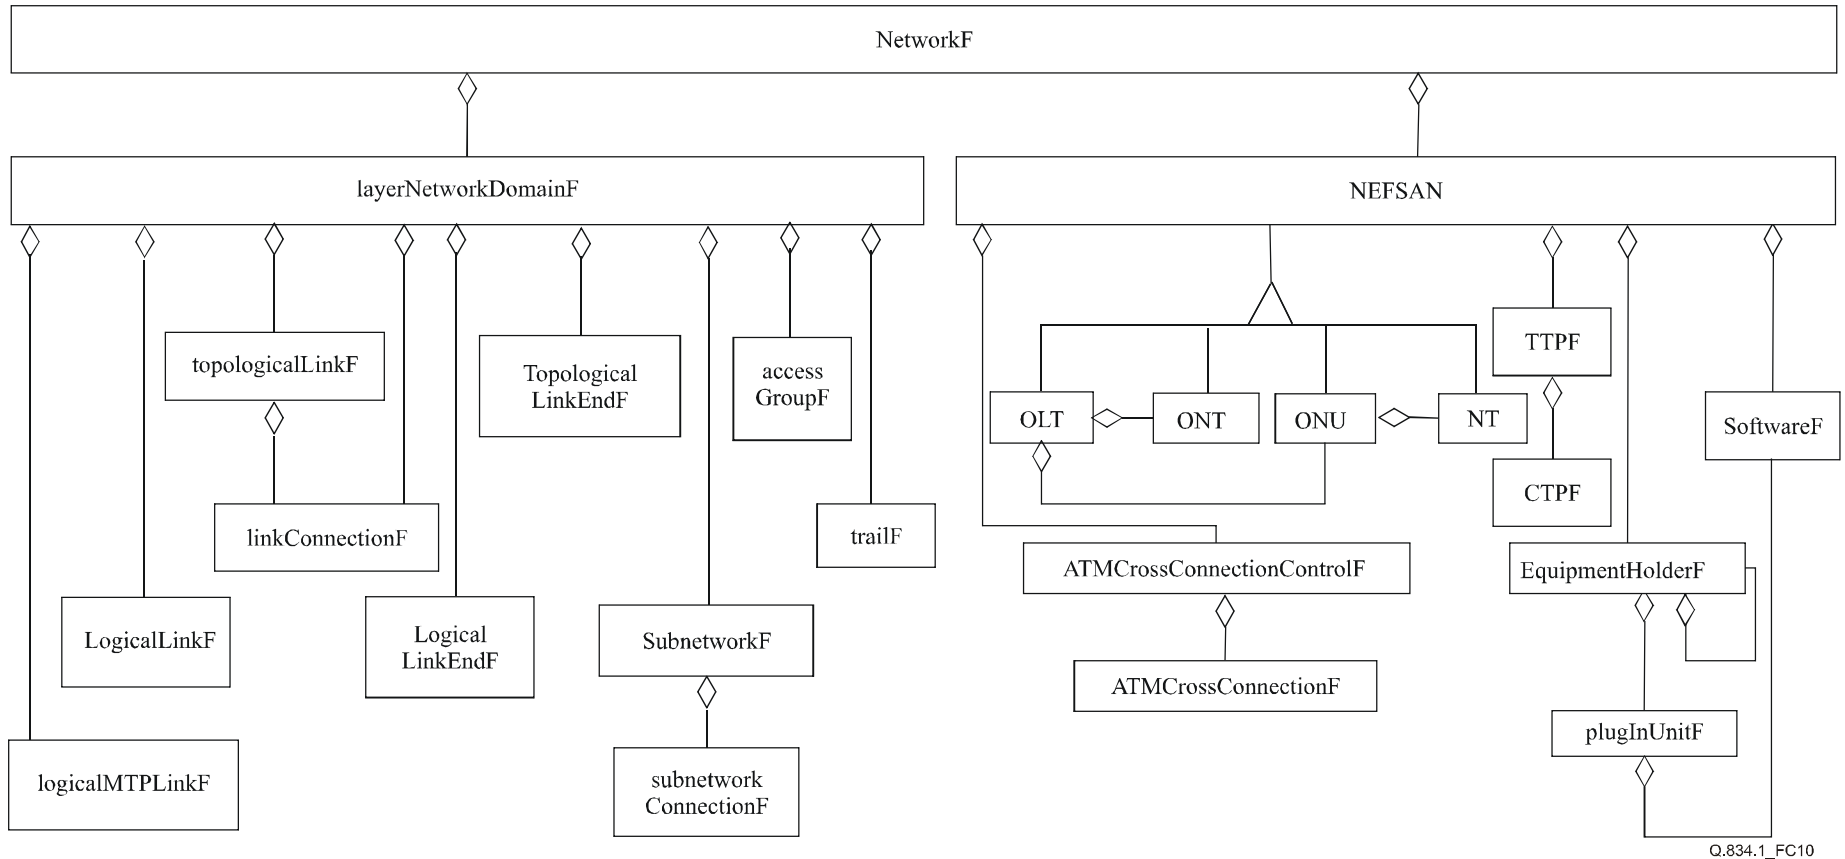 NetworkF
layerNetworkDomainF
NEFSAN
topologicalLinkF
Topological
LinkEndF
access
GroupF
TTPF
OLT
ONT
ONU
NT
SoftwareF
CTPF
linkConnectionF
trailF
ATMCrossConnectionControlF
EquipmentHolderF
LogicalLinkF
Logical
LinkEndF
SubnetworkF
ATMCrossConnectionF
plugInUnitF
logicalMTPLinkF
subnetwork
ConnectionF
Q.834.1_FC10